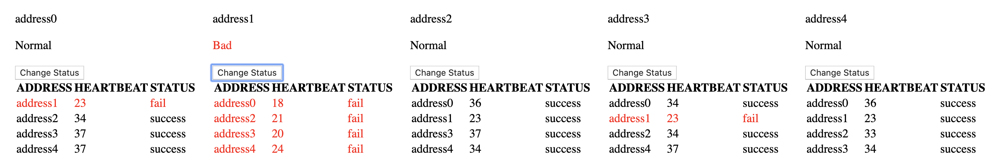 address0 address1 address2 address3 address4
Normal Bad Normal Normal Normal
Change Status Change Status Change Status Change Status Change Status
ADDRESS HEARTBEAT STATUS ADDRESS HEARTBEAT STATUS ADDRESS HEARTBEAT STATUS ADDRESS HEARTBEAT STATUS ADDRESS HEARTBEAT STATUS
address1 23 fail address0 18 fail address0 36 success address0 34 success address0 36 success
address2 34 success address2 21 fail address1 23 success address1 23 fail address1 23 success
address3 37 success address3 20 fail address3 37 success address2 34 success address2 33 success
address4 37 success address4 24 fail address4 34 success address4 37 success address3 34 success